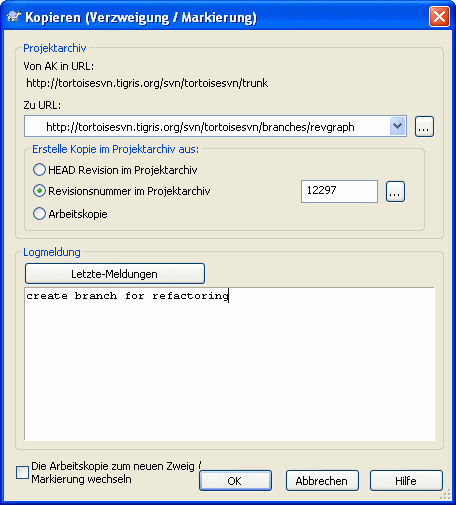 Kopieren (Verzweigung / Markierung)
Projektarchiv
Von AK in URL:
http://tortoisesvn.tigris.org/svn/tortoisesvn/trunk
Zu URL:
http://tortoisesvn.tigris.org/svn/tortoisesvn/branches/revgraph
...
Erstelle Kopie im Projektarchiv aus:
HEAD Revision im Projektarchiv
Revisionsnummer im Projektarchiv
12297
...
Arbeitskopie
Logmeldung
Letzte-Meldungen
create branch for refactoring
Die Arbeitskopie zum neuen Zweig /
Markierung wechseln
OK
Abbrechen
Hilfe